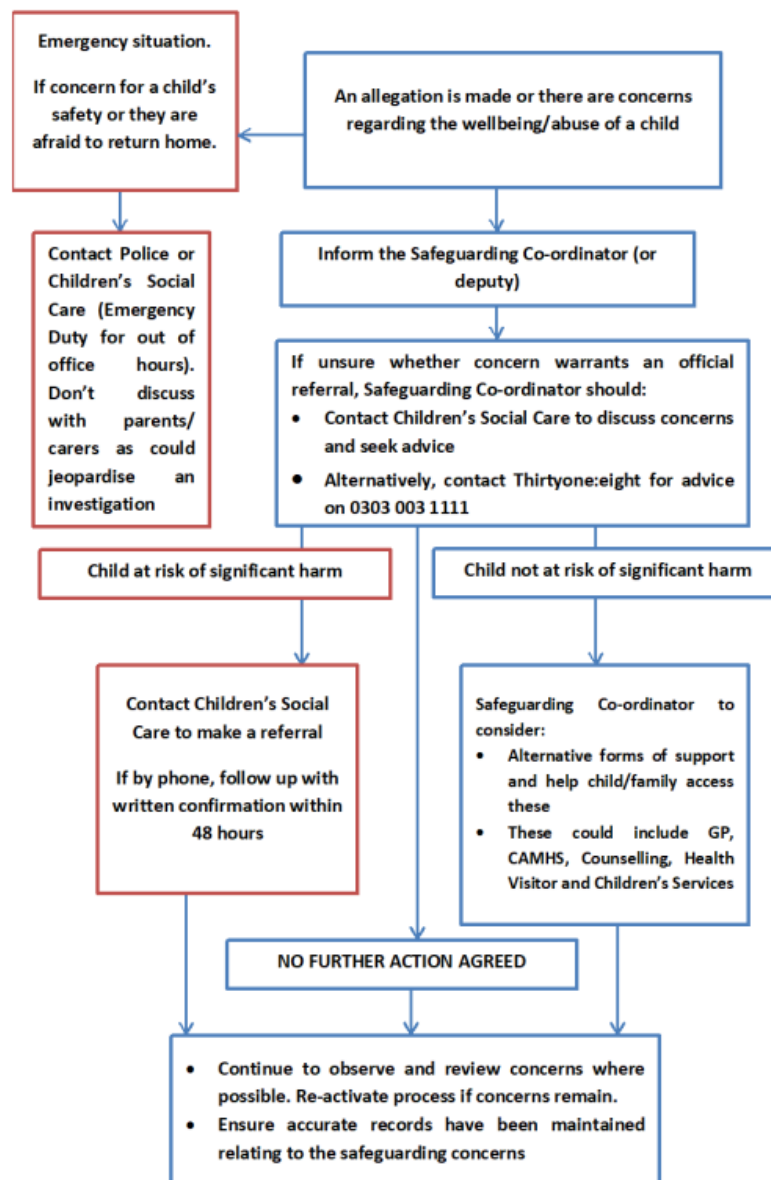 Emergency situation.
If concern for a child's
safety or they are
afraid to return home.
An allegation is made or there are concerns
regarding the wellbeing/abuse of a child
Contact Police or
Children's Social
Care (Emergency
Duty for out of
office hours).
Don't discuss
with parents/
carers as could
jeopardise an
investigation
Inform the Safeguarding Co-ordinator (or
deputy)
If unsure whether concern warrants an official
referral, Safeguarding Co-ordinator should:
• Contact Children's Social Care to discuss concerns
and seek advice
• Alternatively, contact Thirtyone:eight for advice
on 0303 003 1111
Child at risk of significant harm
Child not at risk of significant harm
Contact Children's Social
Care to make a referral
If by phone, follow up with
written confirmation within
48 hours
Safeguarding Co-ordinator to
consider:
• Alternative forms of support
and help child/family access
these
• These could include GP,
CAMHS, Counselling, Health
Visitor and Children's Services
NO FURTHER ACTION AGREED
• Continue to observe and review concerns where
possible. Re-activate process if concerns remain.
• Ensure accurate records have been maintained
relating to the safeguarding concerns